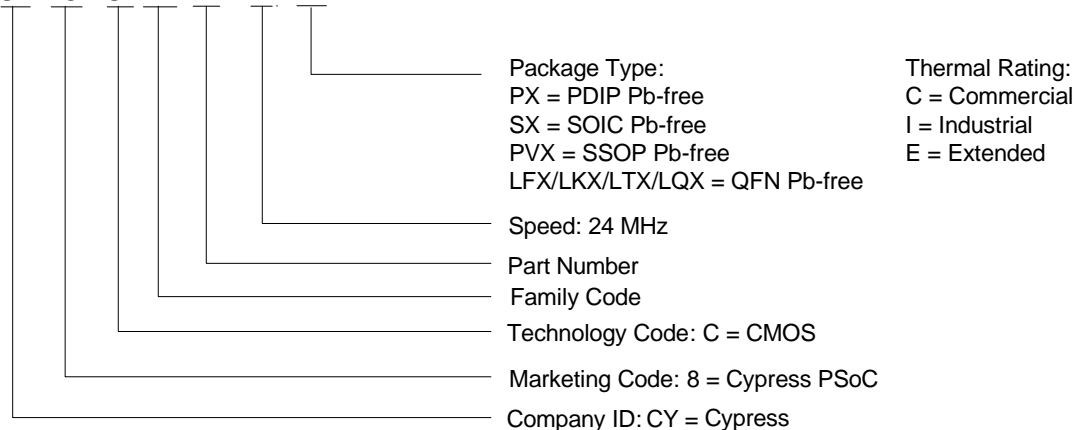 Package Type:
PX = PDIP Pb-free
SX = SOIC Pb-free
PVX = SSOP Pb-free
LFX/LKX/LTX/LQX = QFN Pb-free
Thermal Rating:
C = Commercial
I = Industrial
E = Extended
Speed: 24 MHz
Part Number
Family Code
Technology Code: C = CMOS
Marketing Code: 8 = Cypress PSoC
Company ID: CY = Cypress